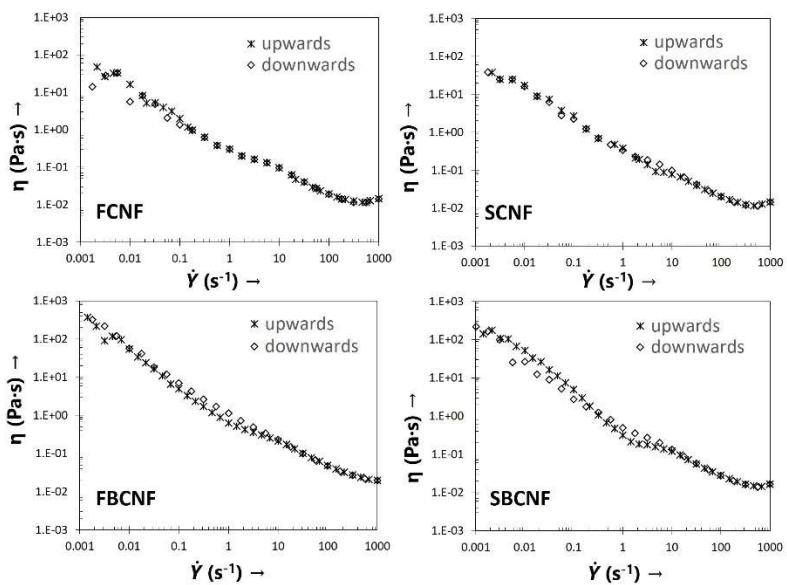 1.E+03
upwards
1.E+02
downwards
1.E+01
1.E+00
1.E-01
1.E-02
FCNF
1.E-03
0.001 0.01 0.1 1 10 100 1000
η (Pa·s) →
Ẏ (s⁻¹) →
1.E+03
upwards
1.E+02
downwards
1.E+01
1.E+00
1.E-01
1.E-02
SCNF
1.E-03
0.001 0.01 0.1 1 10 100 1000
η (Pa·s) →
Ẏ (s⁻¹) →
1.E+03
upwards
1.E+02
downwards
1.E+01
1.E+00
1.E-01
1.E-02
FBCNF
1.E-03
0.001 0.01 0.1 1 10 100 1000
η (Pa·s) →
Ẏ (s⁻¹) →
1.E+03
upwards
1.E+02
downwards
1.E+01
1.E+00
1.E-01
1.E-02
SBCNF
1.E-03
0.001 0.01 0.1 1 10 100 1000
η (Pa·s) →
Ẏ (s⁻¹) →